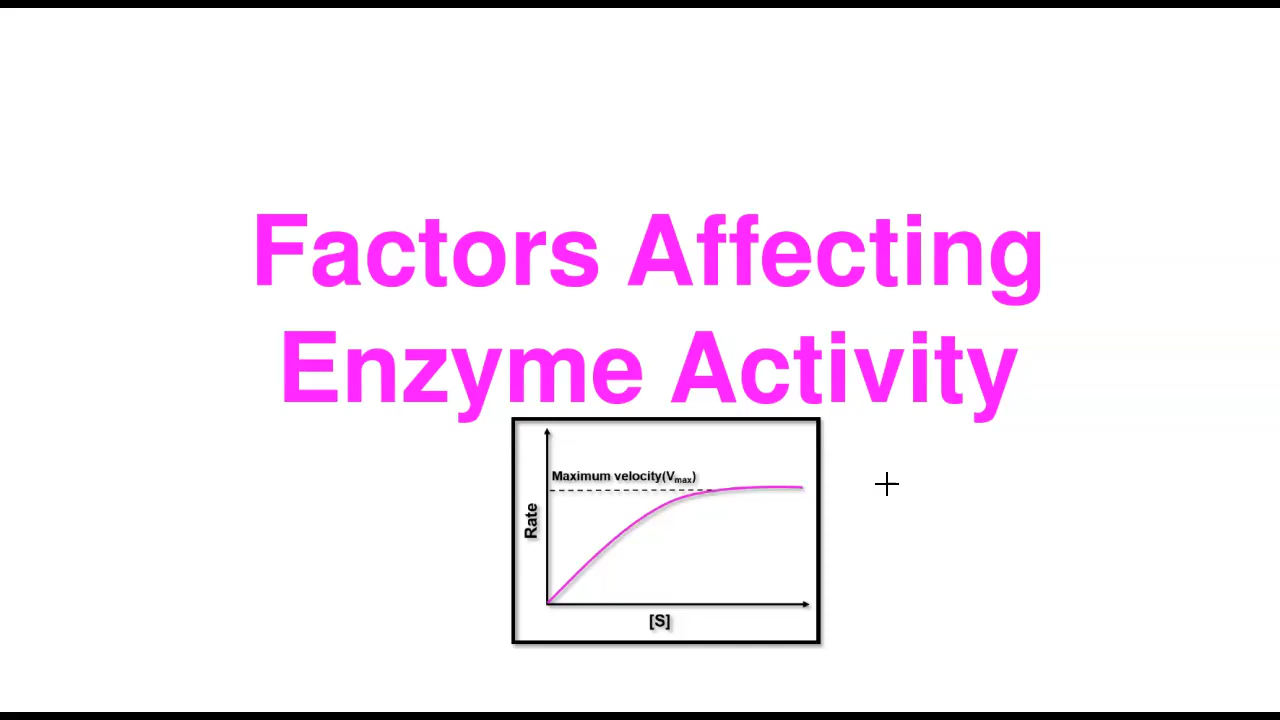 Factors Affecting
Enzyme Activity
Maximum velocity(Vmax)
Rate
[S]